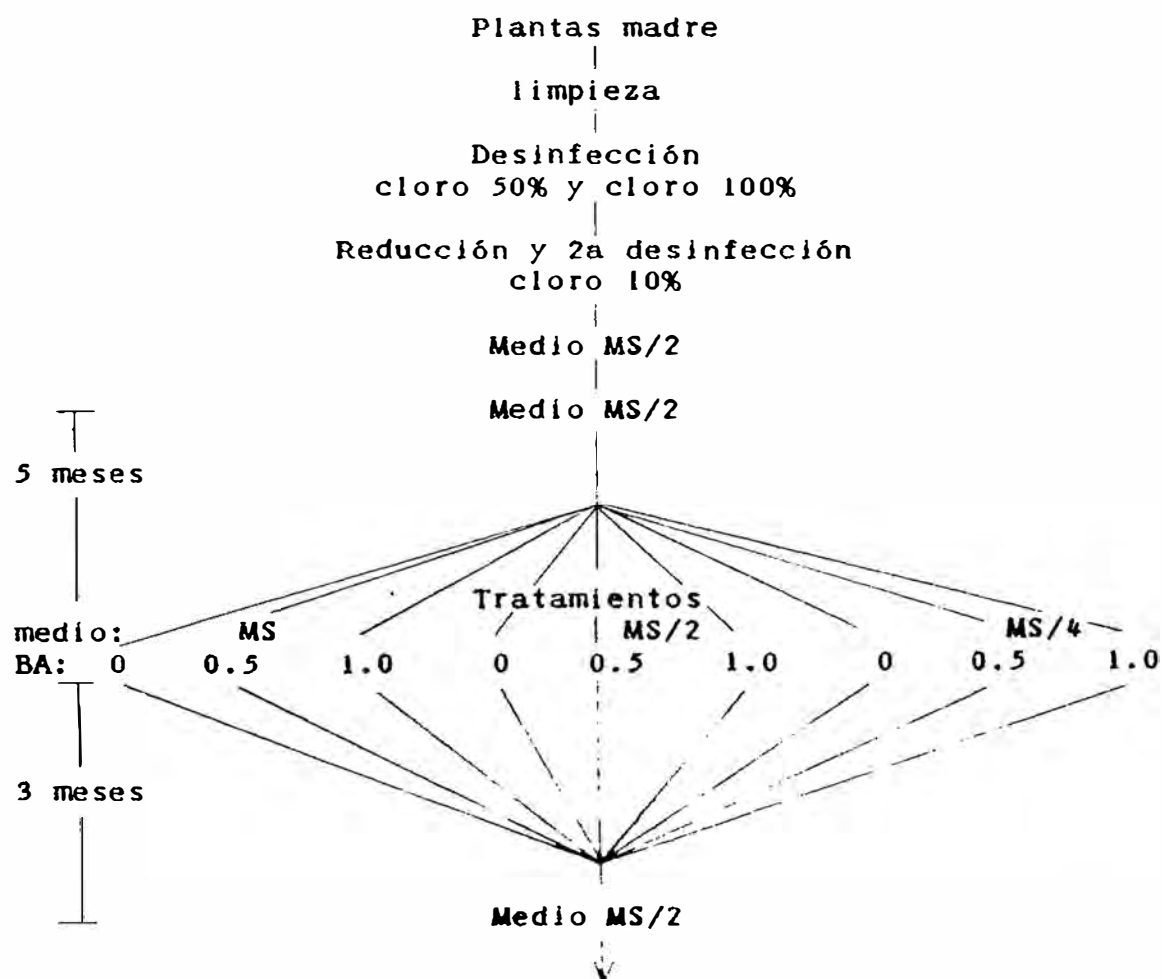 Plantas madre
limpieza
Desinfección
cloro 50% y cloro 100%
Reducción y 2a desinfección
cloro 10%
Medio MS/2
Medio MS/2
5 meses
Tratamientos
medio: MS MS/2 MS/4
BA: 0 0.5 1.0 0 0.5 1.0 0 0.5 1.0
3 meses
Medio MS/2